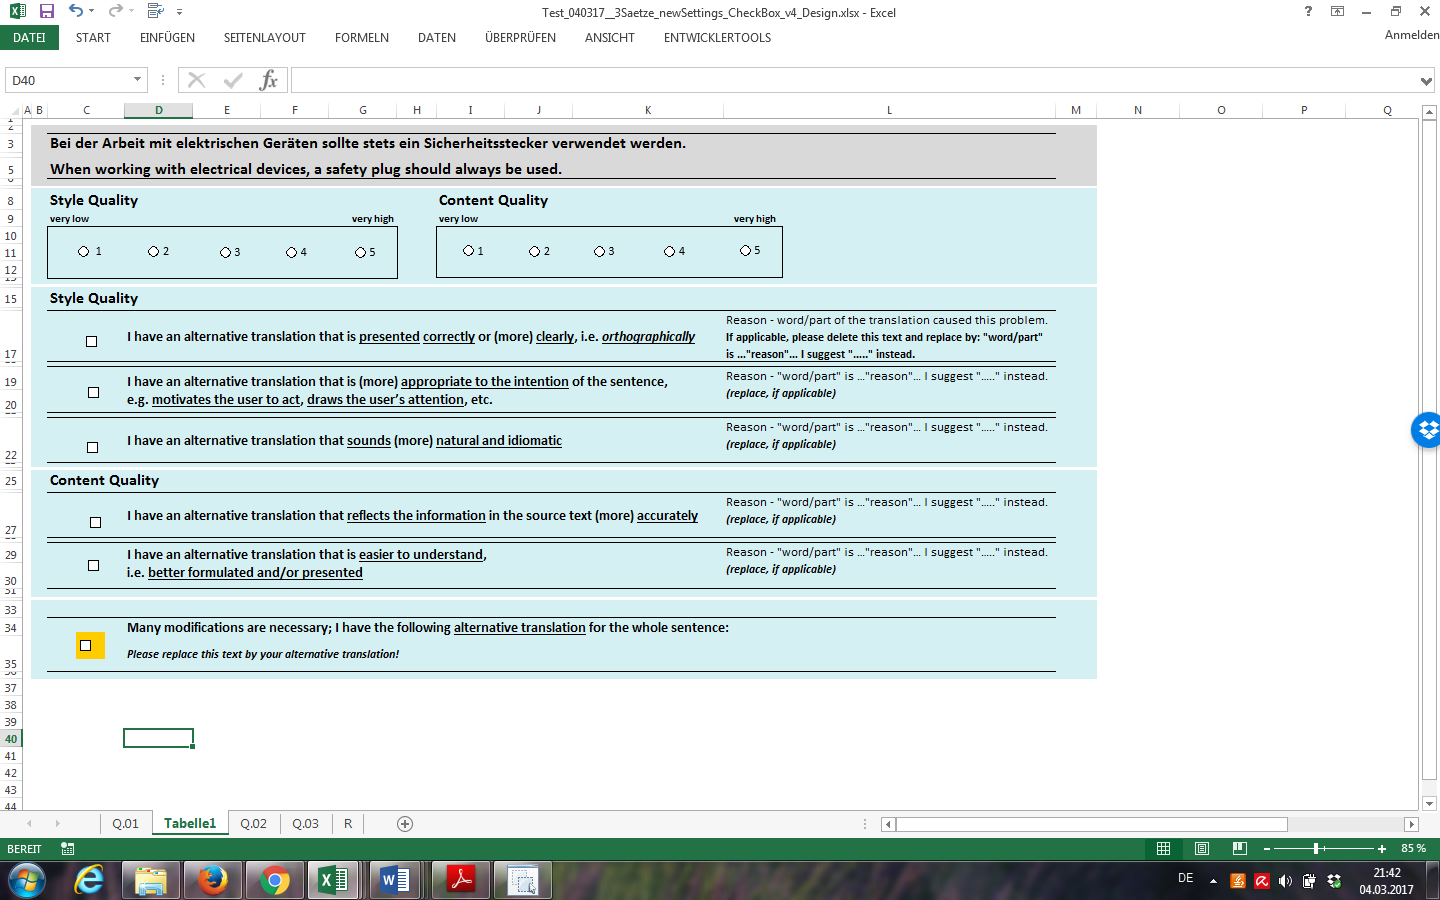 Test_040317__3Saetze_newSettings_CheckBox_v4_Design.xlsx - Excel
DATEI START EINFÜGEN SEITENLAYOUT FORMELN DATEN ÜBERPRÜFEN ANSICHT ENTWICKLERTOOLS Anmelden
D40 fx
A B C D E F G H I J K L M N O P Q
3 Bei der Arbeit mit elektrischen Geräten sollte stets ein Sicherheitsstecker verwendet werden.
5 When working with electrical devices, a safety plug should always be used.
8 Style Quality Content Quality
9 very low very high very low very high
10
11 1 2 3 4 5 1 2 3 4 5
12
15 Style Quality
Reason - word/part of the translation caused this problem.
I have an alternative translation that is presented correctly or (more) clearly, i.e. orthographically
If applicable, please delete this text and replace by: "word/part"
17 is ..."reason"... I suggest "....." instead.
19 I have an alternative translation that is (more) appropriate to the intention of the sentence, Reason - "word/part" is ..."reason"... I suggest "....." instead.
20 e.g. motivates the user to act, draws the user's attention, etc. (replace, if applicable)
Reason - "word/part" is ..."reason"... I suggest "....." instead.
I have an alternative translation that sounds (more) natural and idiomatic (replace, if applicable)
22
25 Content Quality
Reason - "word/part" is ..."reason"... I suggest "....." instead.
I have an alternative translation that reflects the information in the source text (more) accurately (replace, if applicable)
27
29 I have an alternative translation that is easier to understand, Reason - "word/part" is ..."reason"... I suggest "....." instead.
30 i.e. better formulated and/or presented (replace, if applicable)
31
33
34 Many modifications are necessary; I have the following alternative translation for the whole sentence:
35 Please replace this text by your alternative translation!
37
38
39
40
41
42
43
44
Q.01 Tabelle1 Q.02 Q.03 R
BEREIT 85 %
DE 21:42
04.03.2017